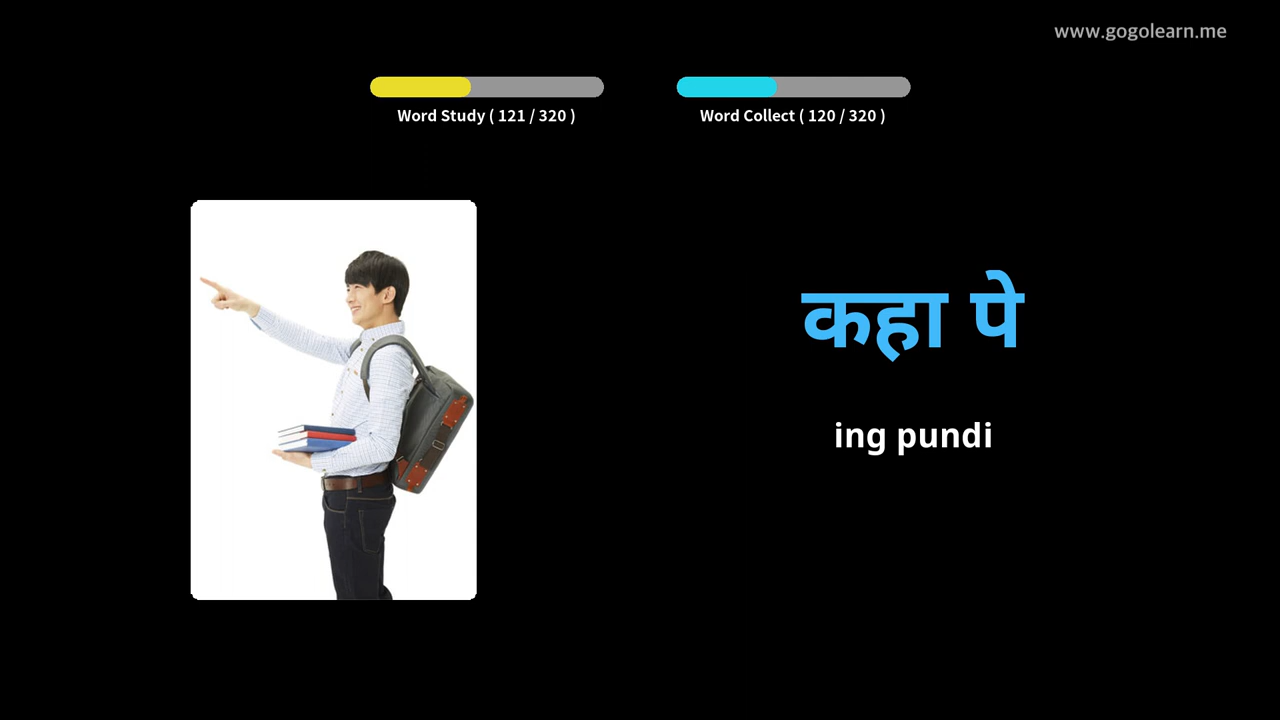 www.gogolearn.me
Word Study ( 121 / 320 )
Word Collect ( 120 / 320 )
कहा पे
ing pundi